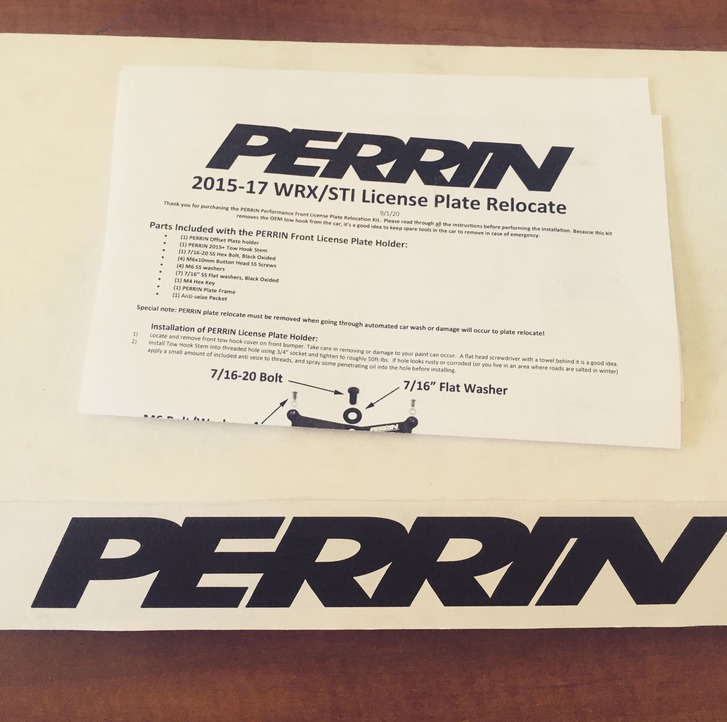 PERRIN
2015-17 WRX/STI License Plate Relocate
9/1/20
Thank you for purchasing the PERRIN Performance Front License Plate Relocation Kit. Please read through all the instructions before performing the installation. Because this kit
removes the OEM tow hook from the car, it's a good idea to keep spare tools in the car to remove in case of emergency.
Parts Included with the PERRIN Front License Plate Holder:
• (1) PERRIN Offset Plate holder
• (1) PERRIN 2015+ Tow Hook Stem
• (1) 7/16-20 SS Hex Bolt, Black Oxided
• (4) M6x10mm Button Head SS Screws
• (4) M6 SS washers
• (7) 7/16" SS Flat washers, Black Oxided
• (1) M4 Hex Key
• (1) PERRIN Plate Frame
• (1) Anti-seize Packet
Special note: PERRIN plate relocate must be removed when going through automated car wash or damage will occur to plate relocate!
Installation of PERRIN License Plate Holder:
1) Locate and remove front tow hook cover on front bumper. Take care in removing or damage to your paint can occur. A flat head screwdriver with a towel behind it is a good idea.
2) Install Tow Hook Stem into threaded hole using 3/4" socket and tighten to roughly 50ft-lbs. If hole looks rusty or corroded (or you live in an area where roads are salted in winter)
apply a small amount of included anti seize to threads, and spray some penetrating oil into the hole before installing.
7/16-20 Bolt
7/16" Flat Washer
PERRIN